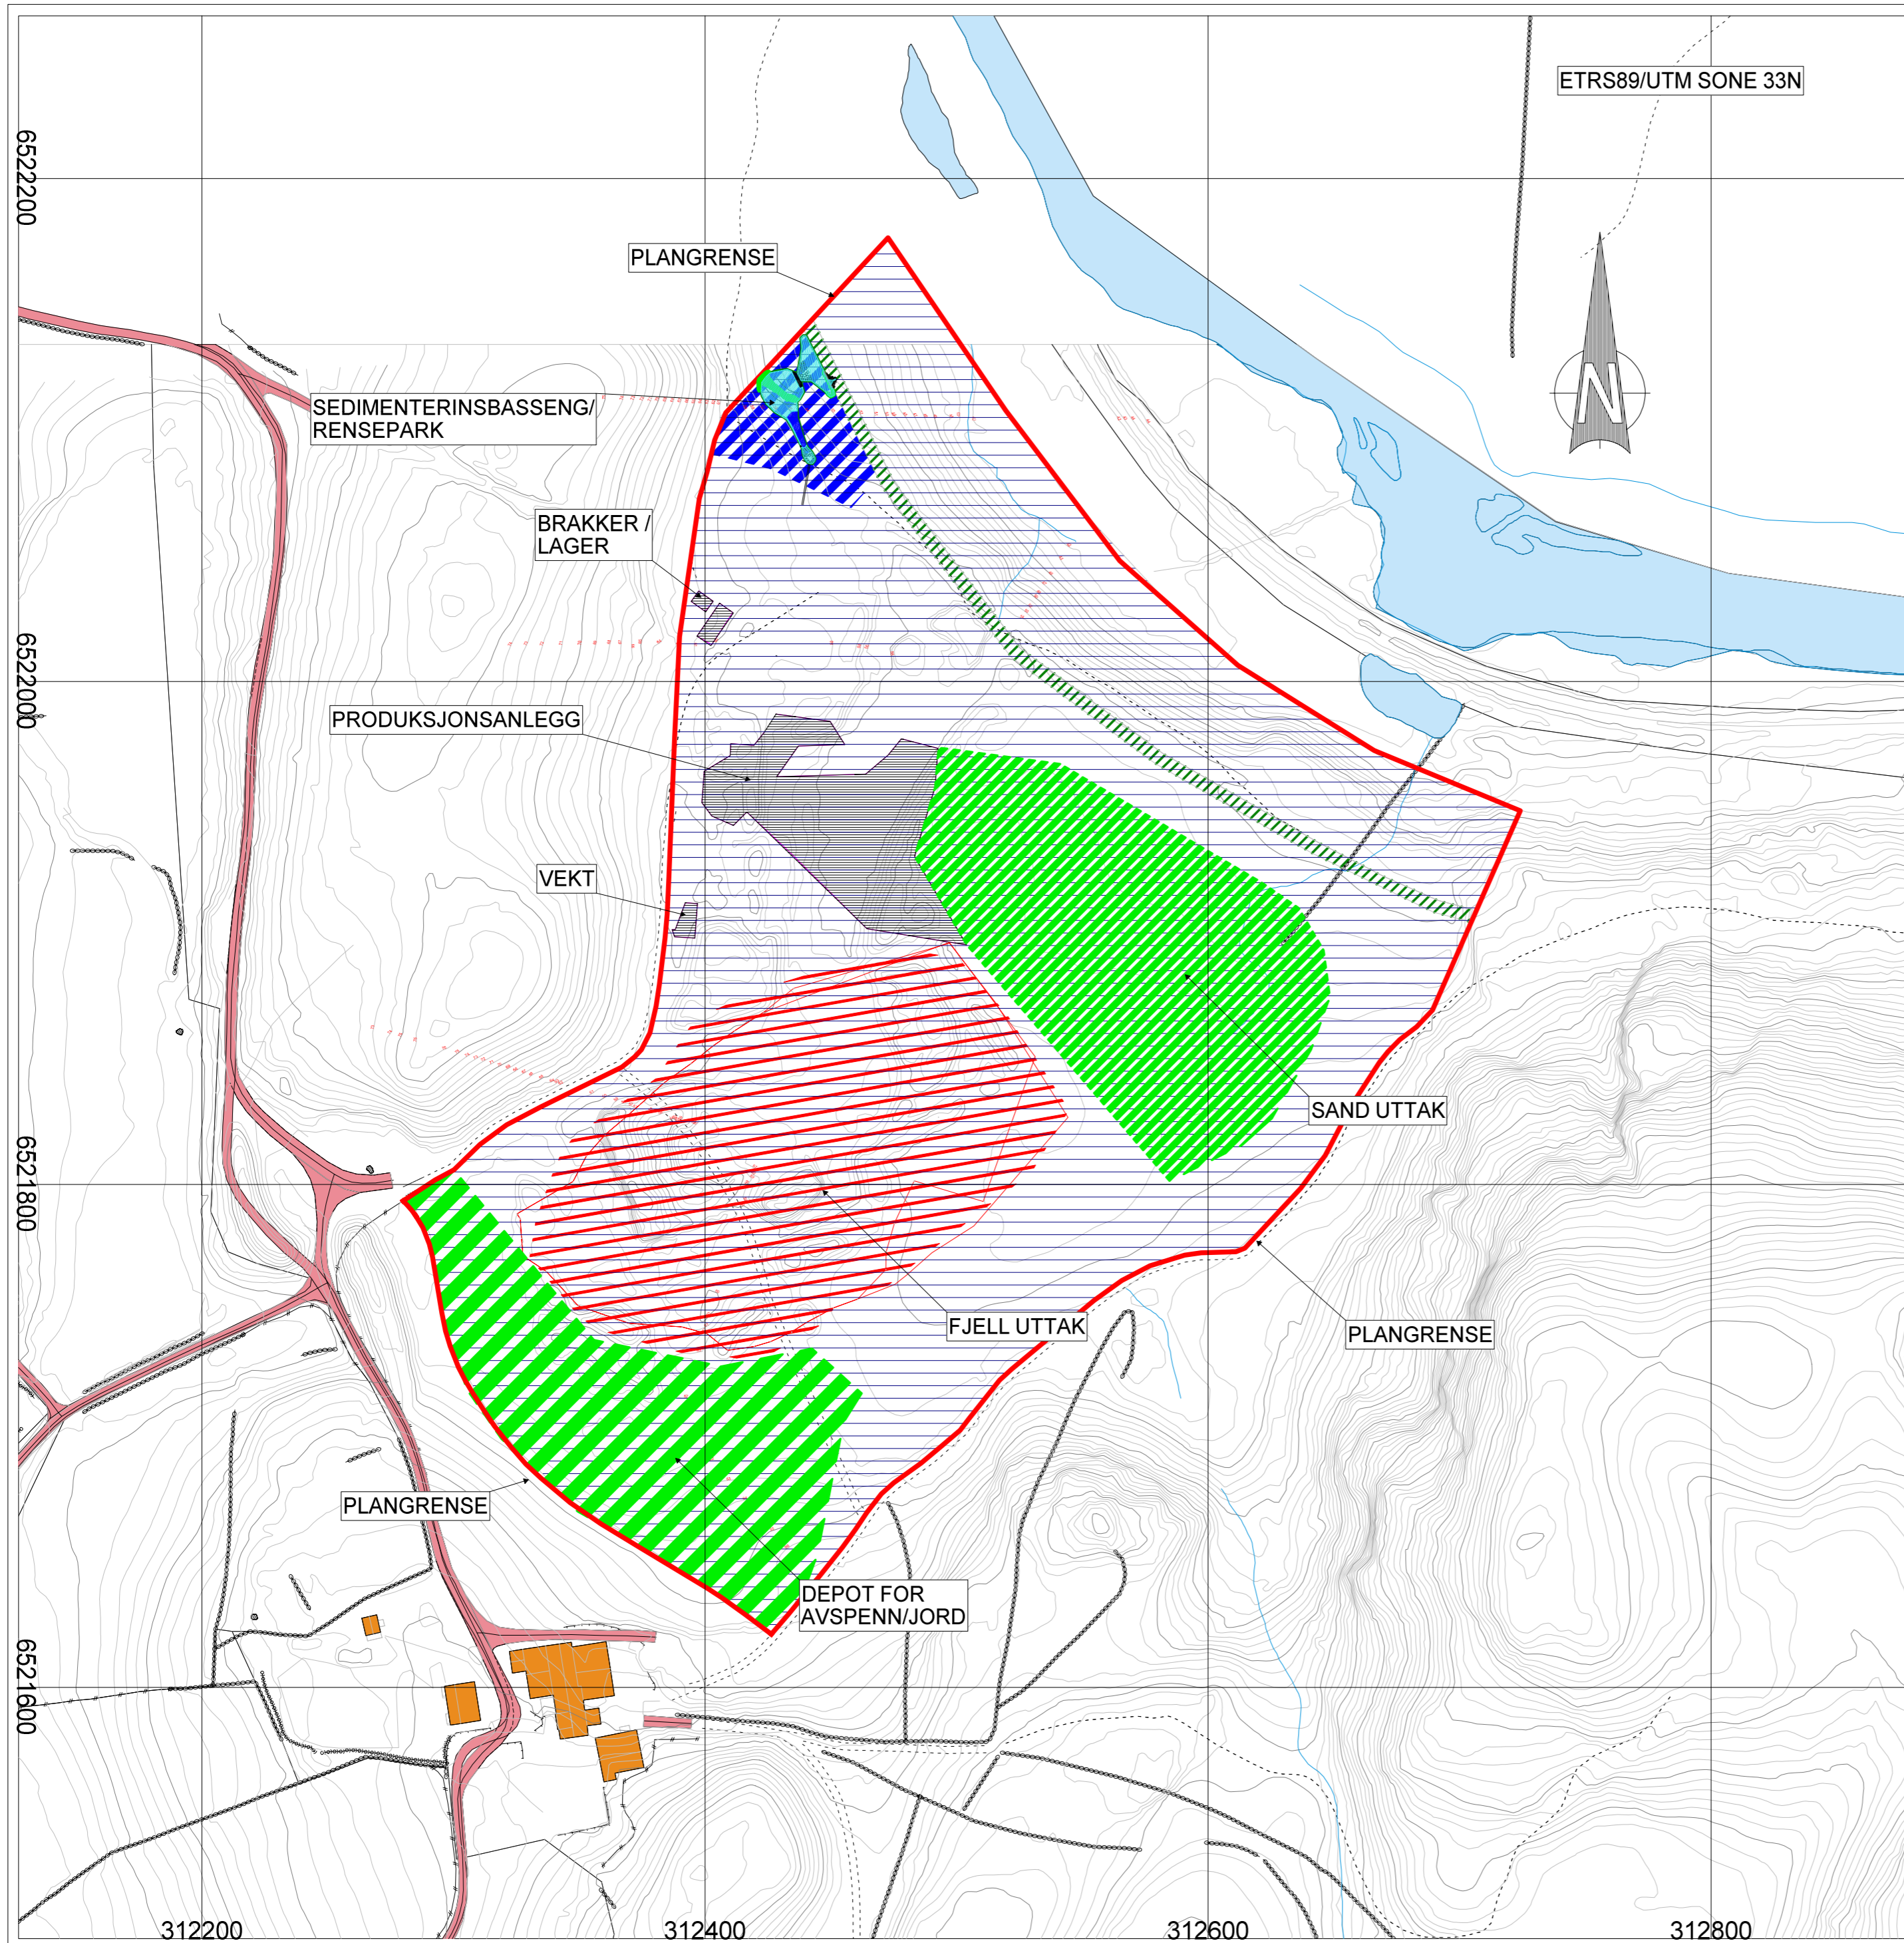 ETRS89/UTM SONE 33N
6522200
PLANGRENSE
N
SEDIMENTERINSBASSENG/
RENSEPARK
BRAKKER /
LAGER
6522000
PRODUKSJONSANLEGG
VEKT
SAND UTTAK
6521800
FJELL UTTAK
PLANGRENSE
PLANGRENSE
DEPOT FOR
AVSPENN/JORD
6521600
312200
312400
312600
312800